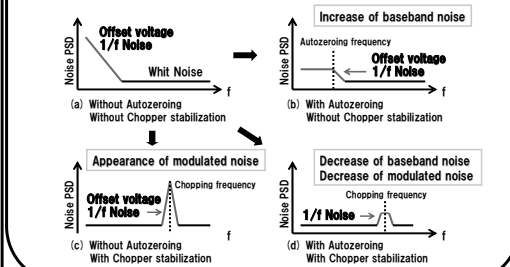 Increase of baseband noise
Noise PSD
Offset voltage
1/f Noise
Whit Noise
f
(a) Without Autozeroing
Without Chopper stabilization
Noise PSD
Autozeroing frequency
Offset voltage
1/f Noise
f
(b) With Autozeroing
Without Chopper stabilization
Appearance of modulated noise
Noise PSD
Chopping frequency
Offset voltage
1/f Noise
f
(c) Without Autozeroing
With Chopper stabilization
Decrease of baseband noise
Decrease of modulated noise
Noise PSD
Chopping frequency
1/f Noise
f
(d) With Autozeroing
With Chopper stabilization